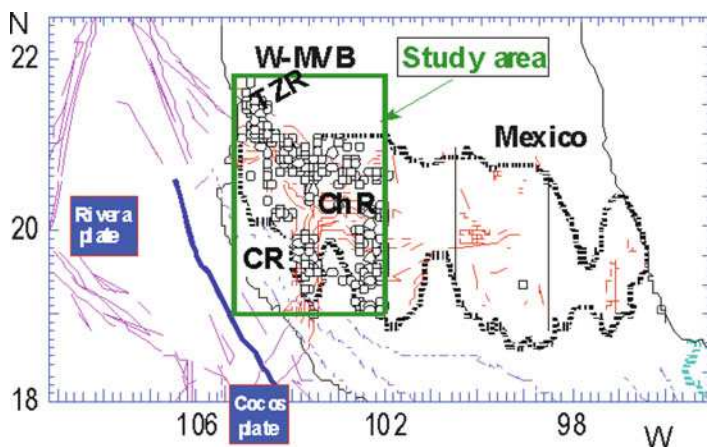 N
22
W-MVB
Study area
TZR
Mexico
20
ChR
Rivera
plate
CR
18
Cocos
plate
106
102
98
W